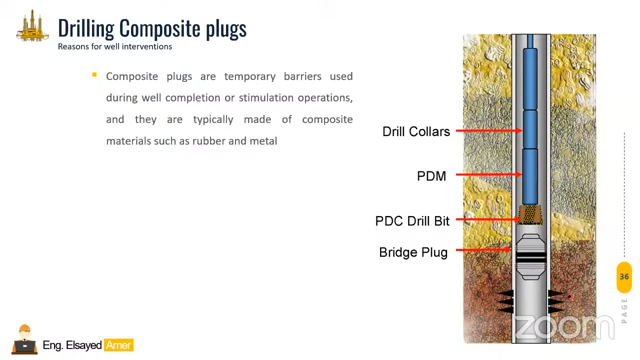 Drilling Composite plugs
Reasons for well interventions
Composite plugs are temporary barriers used
during well completion or stimulation operations,
and they are typically made of composite
materials such as rubber and metal
Drill Collars
PDM
PDC Drill Bit
Bridge Plug
36
PAGE
zoom
Eng. Elsayed Amer